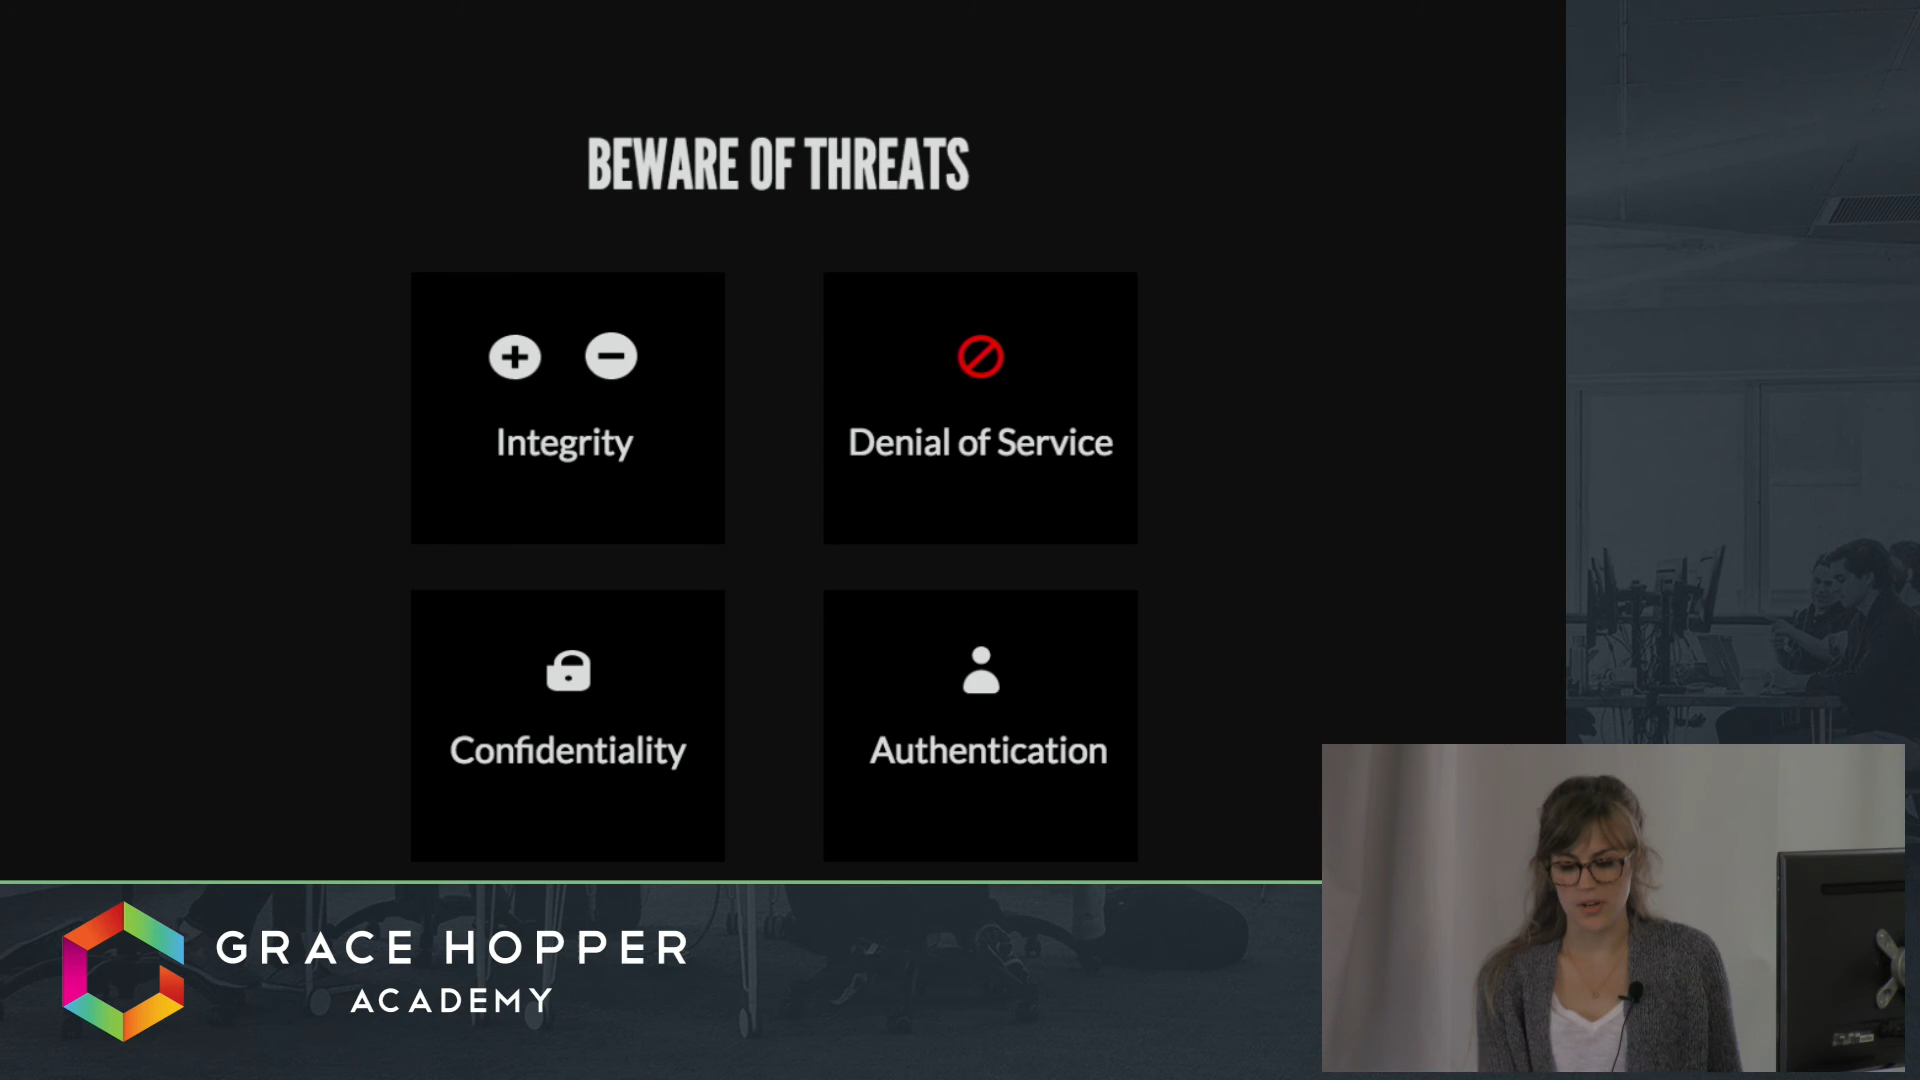 BEWARE OF THREATS
Integrity
Denial of Service
Confidentiality
Authentication
GRACE HOPPER
ACADEMY